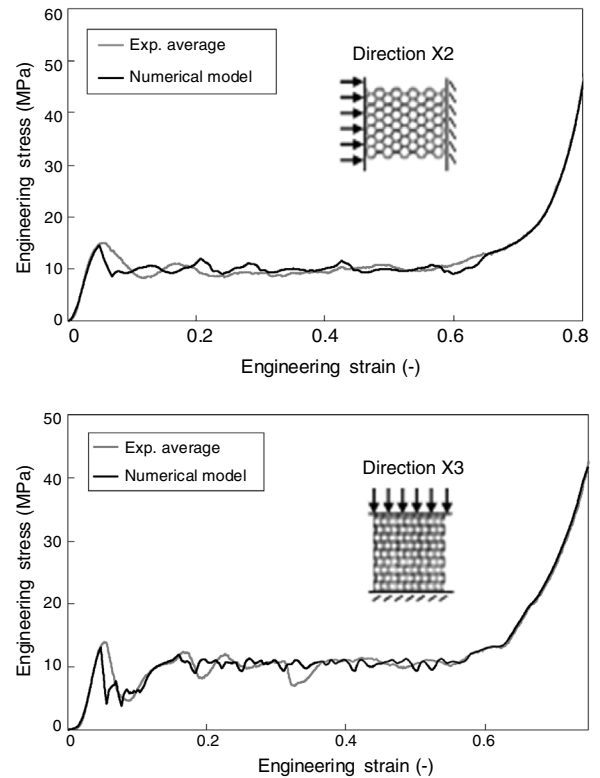 60
50
40
30
20
10
0
Engineering stress (MPa)
Exp. average
Numerical model
Direction X2
0
0.2
0.4
0.6
0.8
Engineering strain (-)
50
40
30
20
10
0
Engineering stress (MPa)
Exp. average
Numerical model
Direction X3
0
0.2
0.4
0.6
Engineering strain (-)